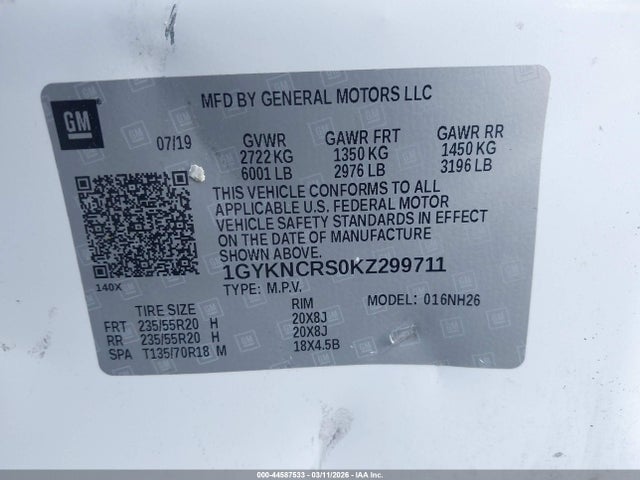 GM
MFD BY GENERAL MOTORS LLC
07/19
GVWR GAWR FRT GAWR RR
2722 KG 1350 KG 1450 KG
6001 LB 2976 LB 3196 LB
THIS VEHICLE CONFORMS TO ALL
APPLICABLE U.S. FEDERAL MOTOR
VEHICLE SAFETY STANDARDS IN EFFECT
ON THE DATE OF MANUFACTURE
SHOWN ABOVE.
1GYKNCRS0KZ299711
140X
TYPE: M.P.V. MODEL: 016NH26
TIRE SIZE RIM
FRT 235/55R20 H 20X8J
RR 235/55R20 H 20X8J
SPA T135/70R18 M 18X4.5B
000-44587533 - 03/11/2026 - IAA Inc.